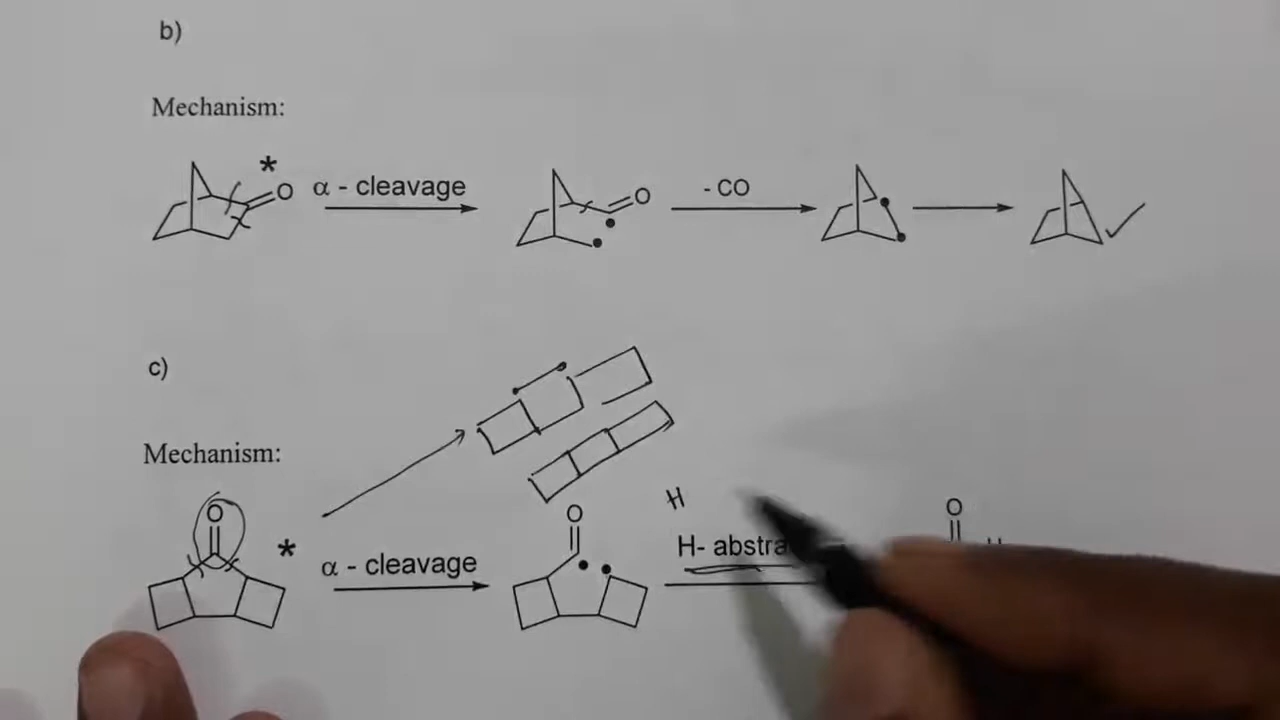 b)
Mechanism:
* O α - cleavage O - CO
c)
Mechanism:
H
O * α - cleavage O H- abstra O H